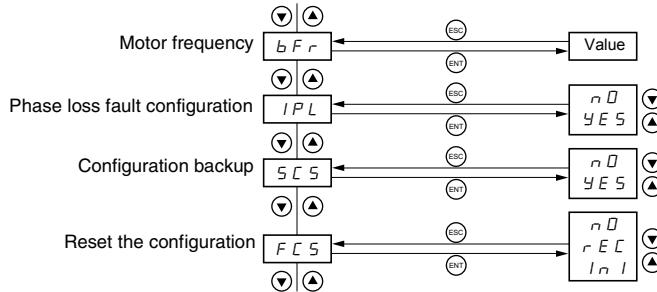 ESC
Motor frequency bFr Value
ENT
ESC
Phase loss fault configuration IPL nO
YES
ENT
ESC
Configuration backup SCS nO
YES
ENT
ESC
Reset the configuration FCS nO
rEC
InI
ENT